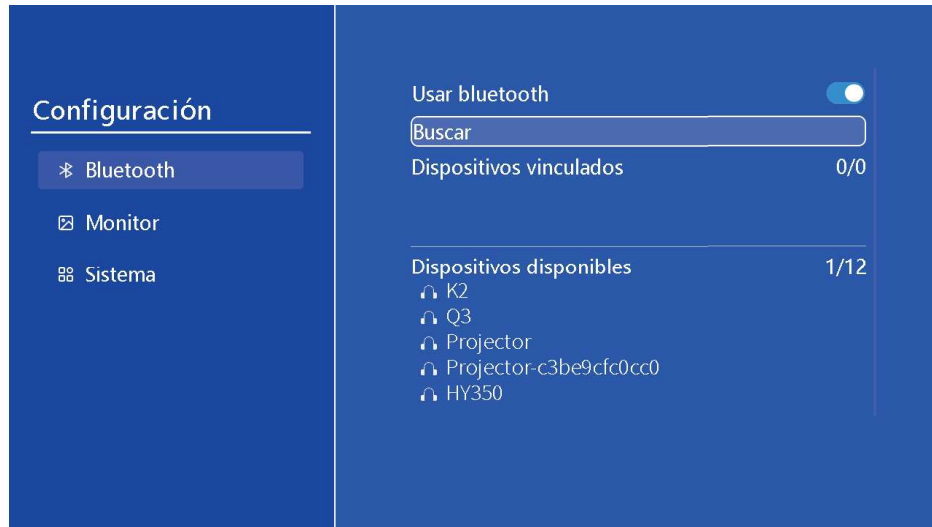 Configuración
Bluetooth
Monitor
Sistema
Usar bluetooth
Buscar
Dispositivos vinculados 0/0
Dispositivos disponibles 1/12
K2
Q3
Projector
Projector-c3be9cfc0cc0
HY350